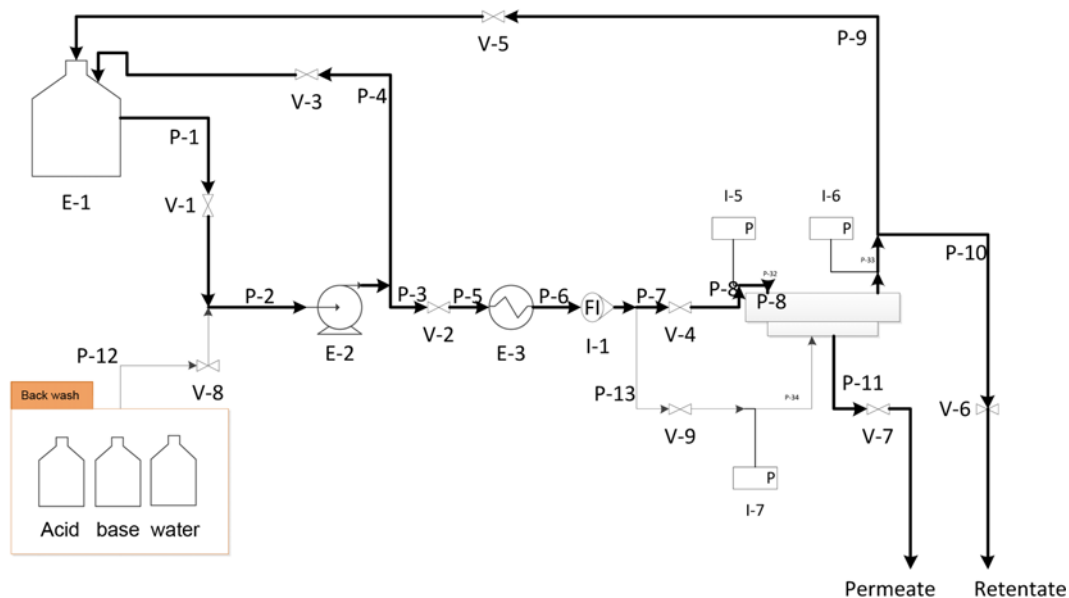 P-9
V-5
P-4
V-3
P-1
E-1
I-5
I-6
P
P
V-1
P-10
P-33
P-32
P-2
P-3
P-5
P-6
P-7
P-8
P-8
FI
V-2
V-4
E-2
E-3
I-1
P-12
V-8
P-11
P-13
P-34
Back wash
V-9
V-7
V-6
P
I-7
Acid base water
Permeate Retentate